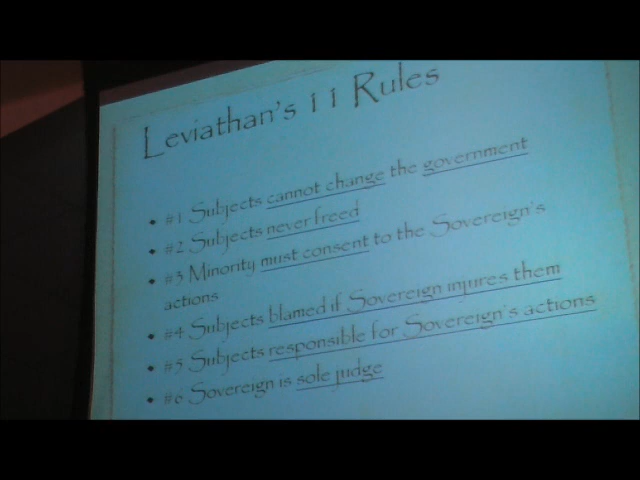 Leviathan's 11 Rules
• #1 Subjects cannot change the government
• #2 Subjects never freed
• #3 Minority must consent to the Sovereign's
actions
• #4 Subjects blamed if Sovereign injures them
• #5 Subjects responsible for Sovereign's actions
• #6 Sovereign is sole judge